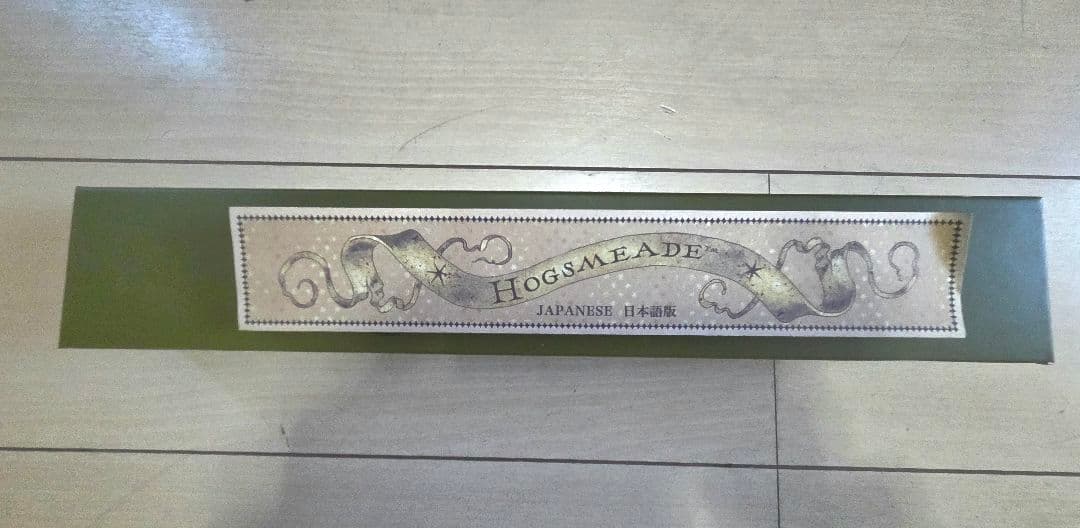 HOGSMEADE™
JAPANESE 日本語版